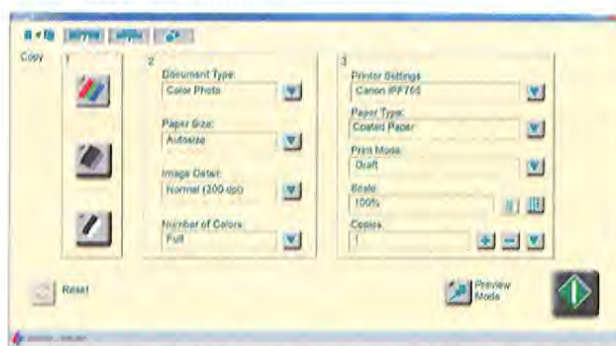 Copy
1
2
Document Type:
Color Photo
Paper Size:
Autosize
Image Detail:
Normal (200 dpi)
Number of Colors:
Full
3
Printer Settings
Canon iPF765
Paper Type:
Coated Paper
Print Mode:
Draft
Scale:
100%
Copies
1
Reset
Preview
Mode